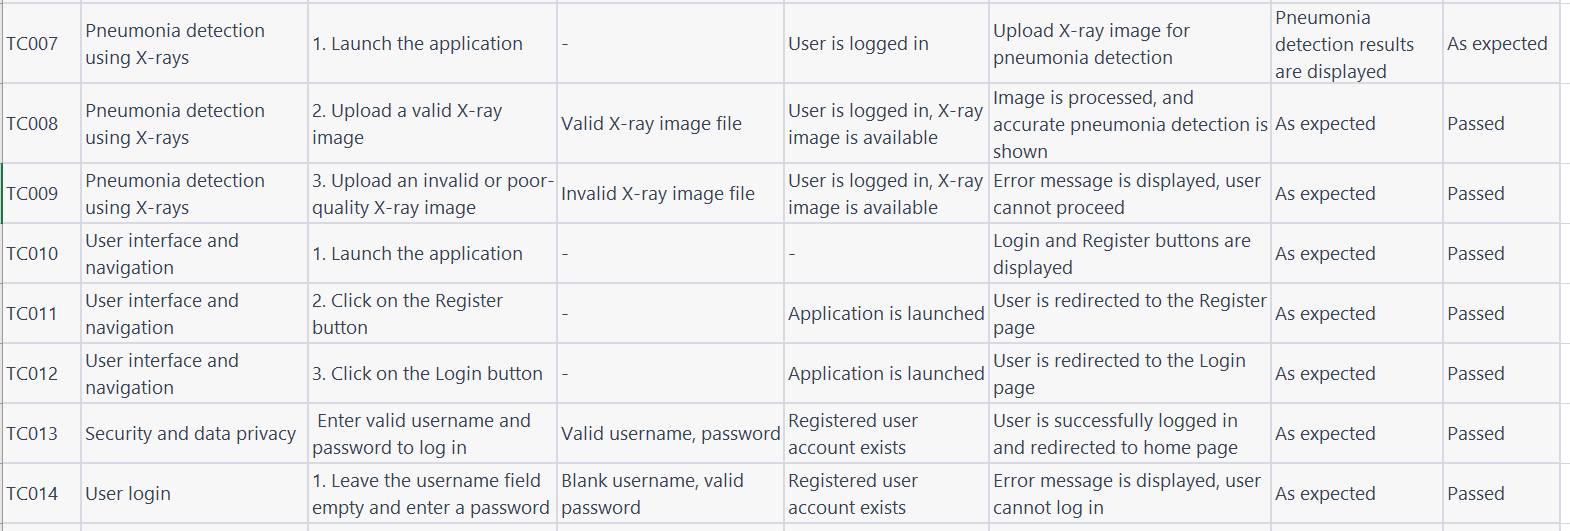 TC007 Pneumonia detection using X-rays 1. Launch the application - User is logged in Upload X-ray image for pneumonia detection Pneumonia detection results are displayed As expected
TC008 Pneumonia detection using X-rays 2. Upload a valid X-ray image Valid X-ray image file User is logged in, X-ray image is available Image is processed, and accurate pneumonia detection is shown As expected Passed
TC009 Pneumonia detection using X-rays 3. Upload an invalid or poor-quality X-ray image Invalid X-ray image file User is logged in, X-ray image is available Error message is displayed, user cannot proceed As expected Passed
TC010 User interface and navigation 1. Launch the application - - Login and Register buttons are displayed As expected Passed
TC011 User interface and navigation 2. Click on the Register button - Application is launched User is redirected to the Register page As expected Passed
TC012 User interface and navigation 3. Click on the Login button - Application is launched User is redirected to the Login page As expected Passed
TC013 Security and data privacy Enter valid username and password to log in Valid username, password Registered user account exists User is successfully logged in and redirected to home page As expected Passed
TC014 User login 1. Leave the username field empty and enter a password Blank username, valid password Registered user account exists Error message is displayed, user cannot log in As expected Passed